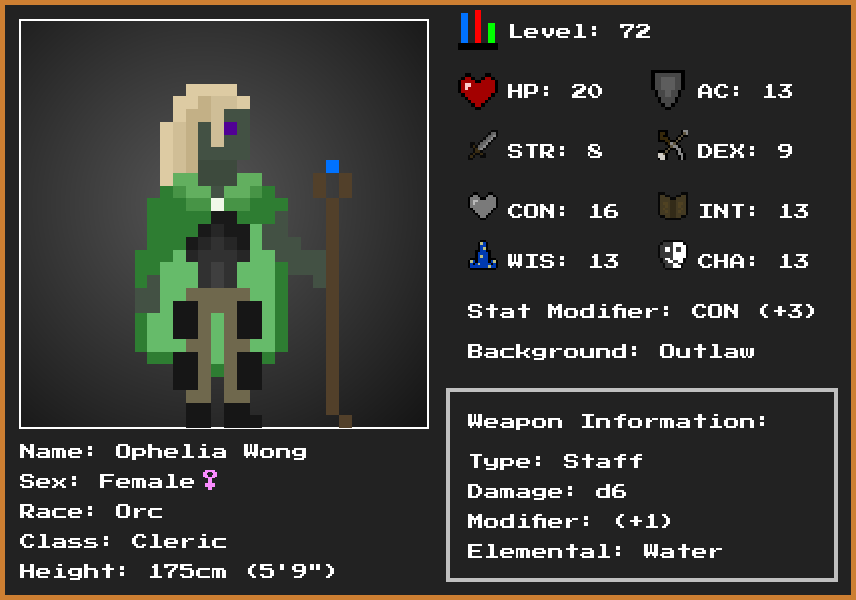 Level: 72
HP: 20 AC: 13
STR: 8 DEX: 9
CON: 16 INT: 13
WIS: 13 CHA: 13
Stat Modifier: CON (+3)
Background: Outlaw
Weapon Information:
Type: Staff
Damage: d6
Modifier: (+1)
Elemental: Water
Name: Ophelia Wong
Sex: Female♀
Race: Orc
Class: Cleric
Height: 175cm (5'9")